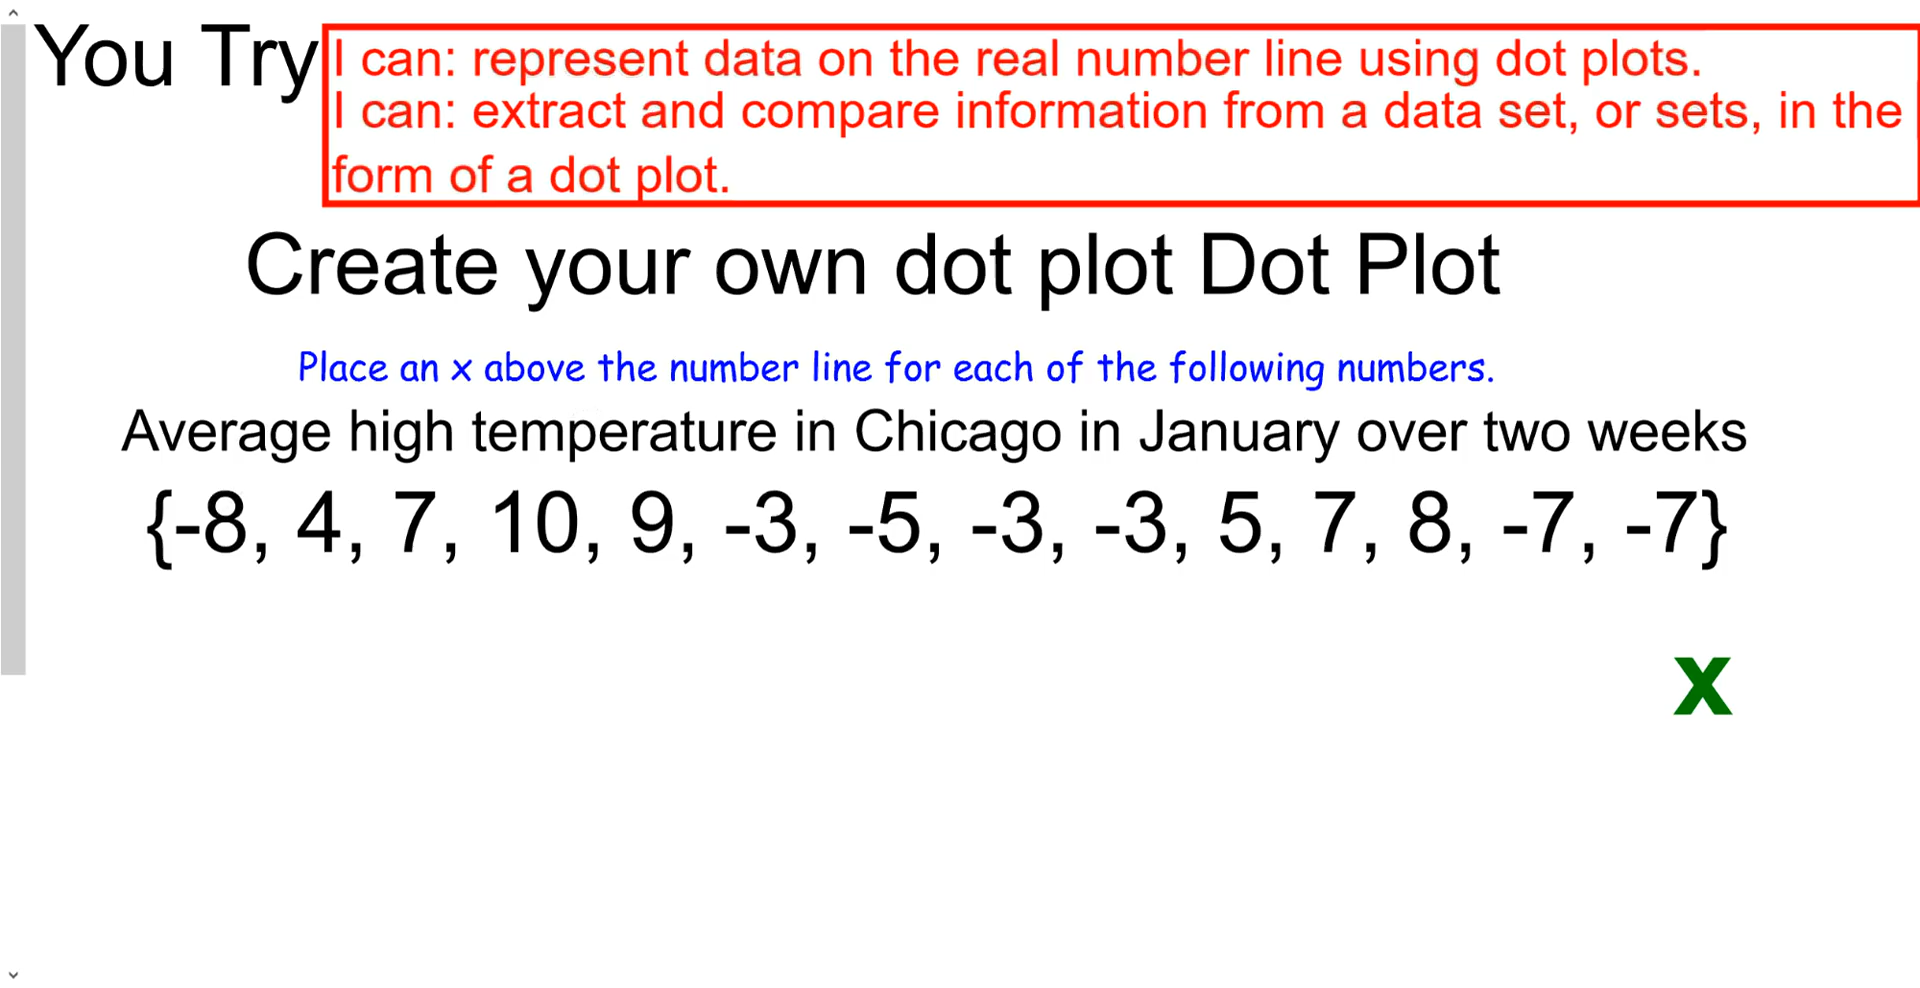 You Try
I can: represent data on the real number line using dot plots.
I can: extract and compare information from a data set, or sets, in the
form of a dot plot.
Create your own dot plot Dot Plot
Place an x above the number line for each of the following numbers.
Average high temperature in Chicago in January over two weeks
{-8, 4, 7, 10, 9, -3, -5, -3, -3, 5, 7, 8, -7, -7}
x